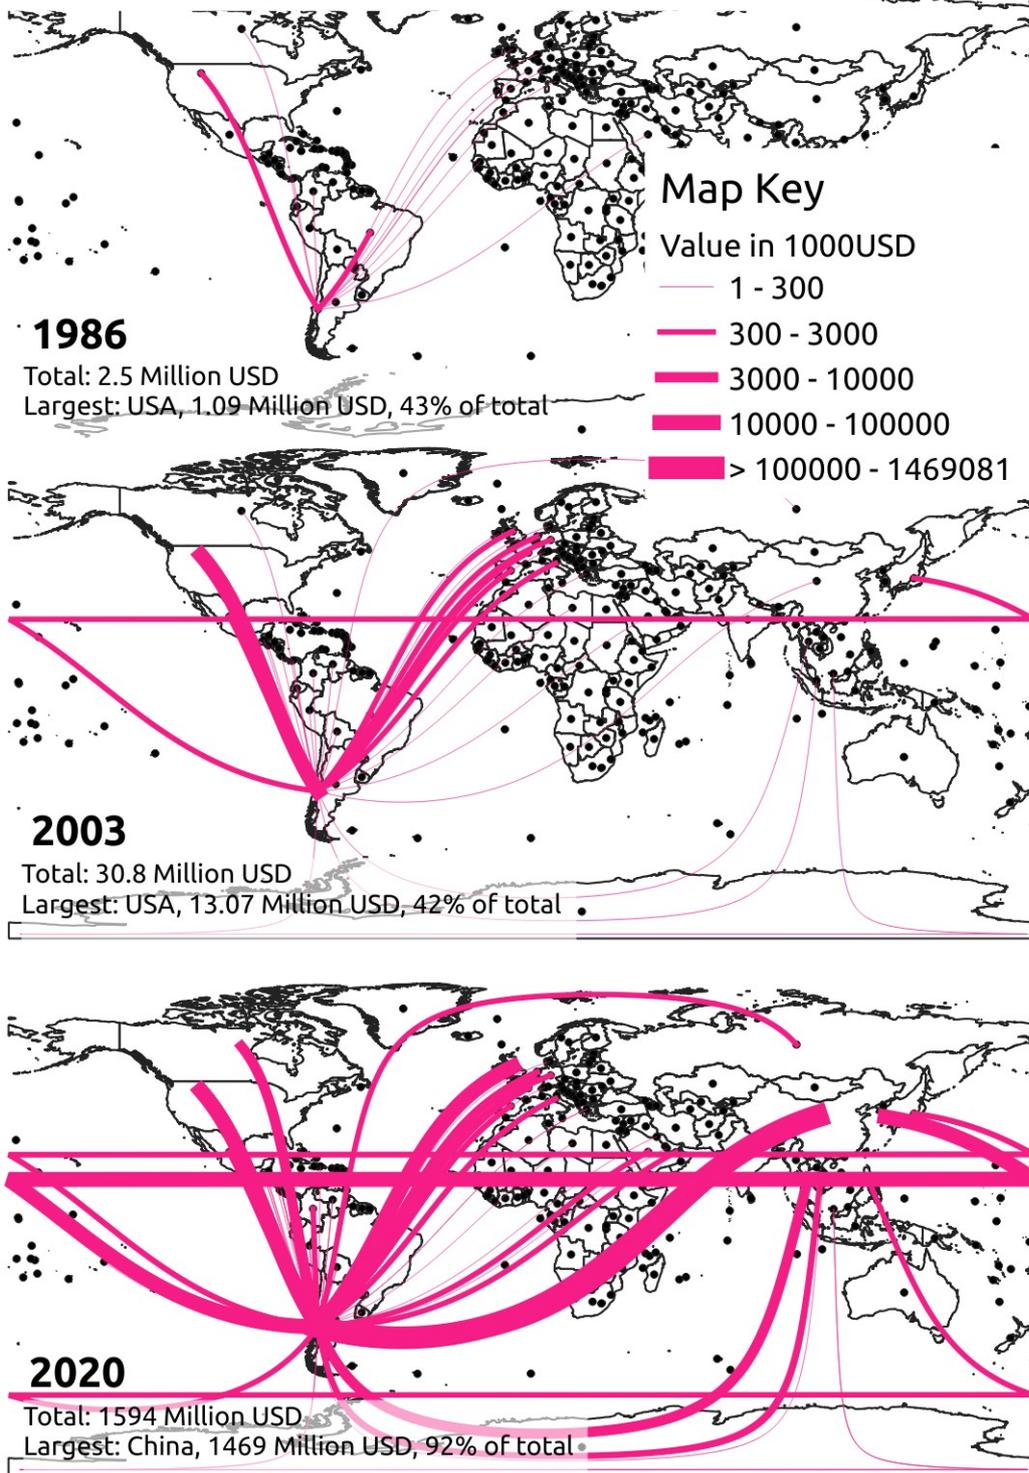 Map Key
Value in 1000USD
1 - 300
300 - 3000
3000 - 10000
10000 - 100000
> 100000 - 1469081
1986
Total: 2.5 Million USD
Largest: USA, 1.09 Million USD, 43% of total
2003
Total: 30.8 Million USD
Largest: USA, 13.07 Million USD, 42% of total
2020
Total: 1594 Million USD
Largest: China, 1469 Million USD, 92% of total